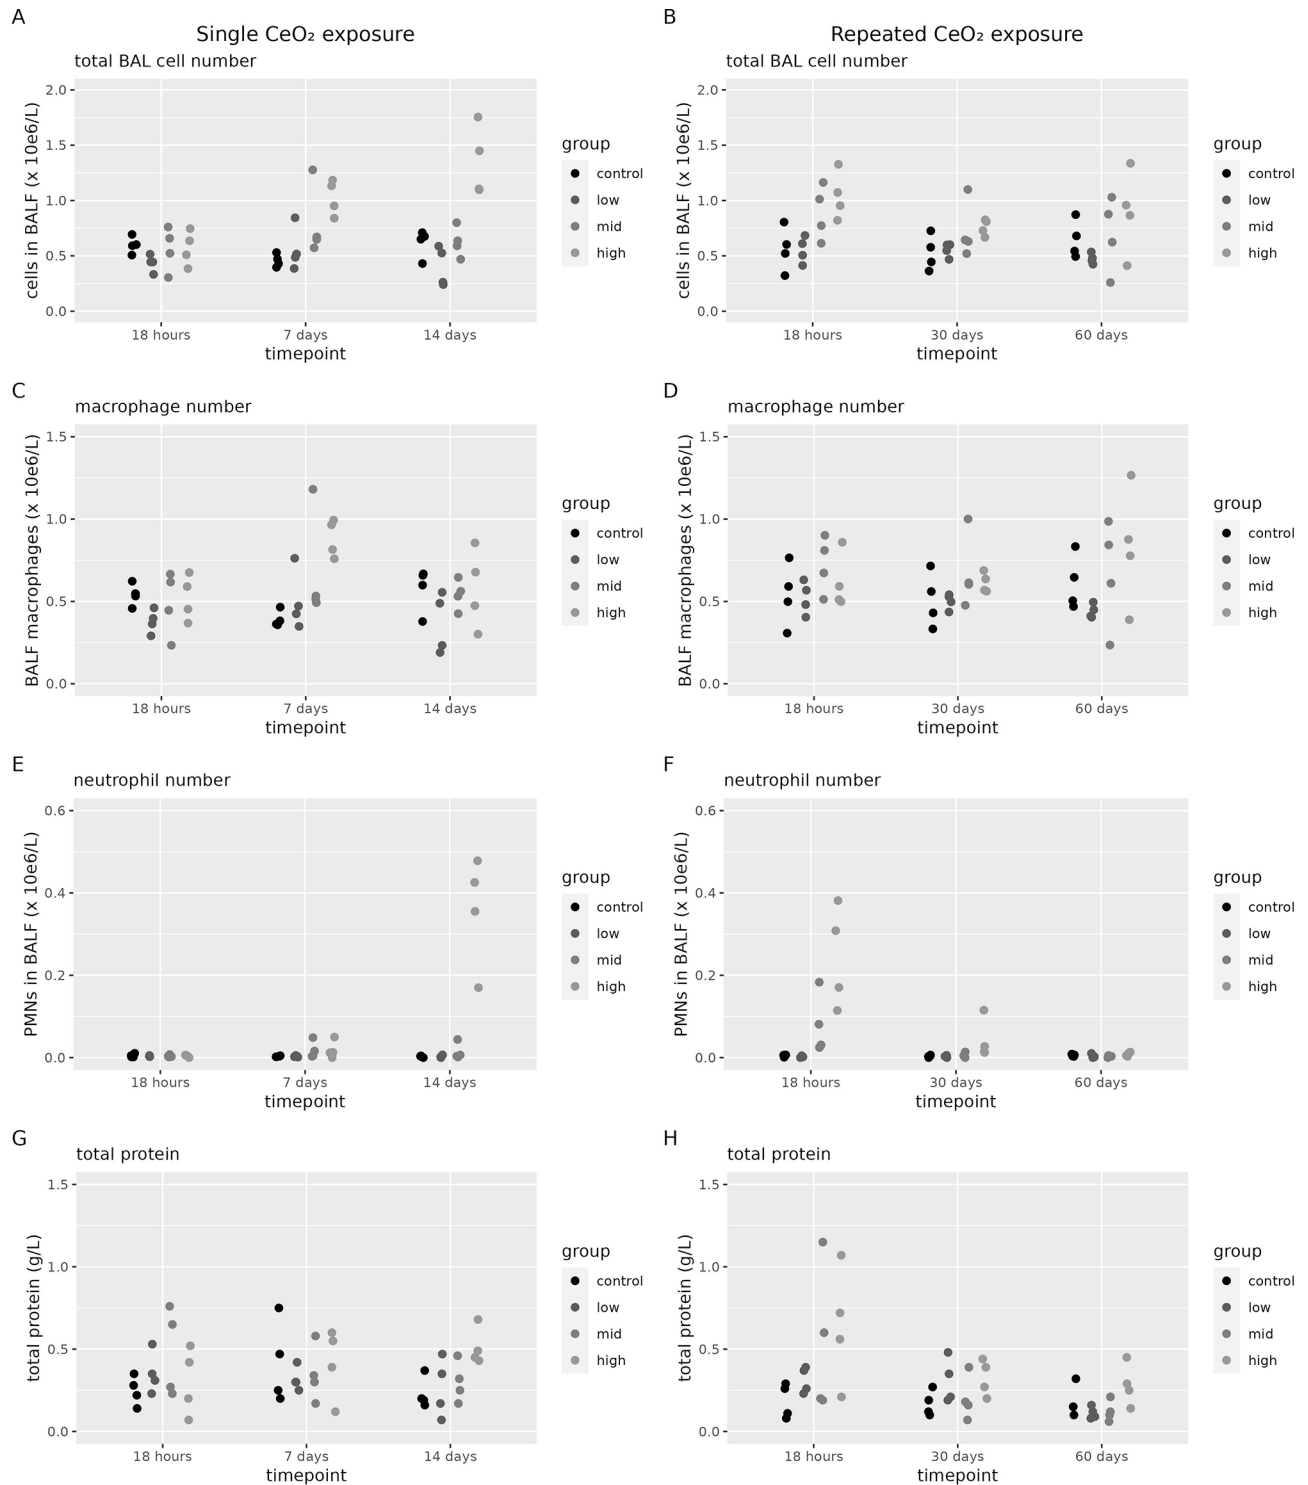 A
Single CeO₂ exposure
total BAL cell number
cells in BALF (x 10e6/L)
2.0
1.5
1.0
0.5
0.0
18 hours
7 days
14 days
timepoint
group
control
low
mid
high
B
Repeated CeO₂ exposure
total BAL cell number
cells in BALF (x 10e6/L)
2.0
1.5
1.0
0.5
0.0
18 hours
30 days
60 days
timepoint
group
control
low
mid
high
C
macrophage number
BALF macrophages (x 10e6/L)
1.5
1.0
0.5
0.0
18 hours
7 days
14 days
timepoint
group
control
low
mid
high
D
macrophage number
BALF macrophages (x 10e6/L)
1.5
1.0
0.5
0.0
18 hours
30 days
60 days
timepoint
group
control
low
mid
high
E
neutrophil number
PMNs in BALF (x 10e6/L)
0.6
0.4
0.2
0.0
18 hours
7 days
14 days
timepoint
group
control
low
mid
high
F
neutrophil number
PMNs in BALF (x 10e6/L)
0.6
0.4
0.2
0.0
18 hours
30 days
60 days
timepoint
group
control
low
mid
high
G
total protein
total protein (g/L)
1.5
1.0
0.5
0.0
18 hours
7 days
14 days
timepoint
group
control
low
mid
high
H
total protein
total protein (g/L)
1.5
1.0
0.5
0.0
18 hours
30 days
60 days
timepoint
group
control
low
mid
high